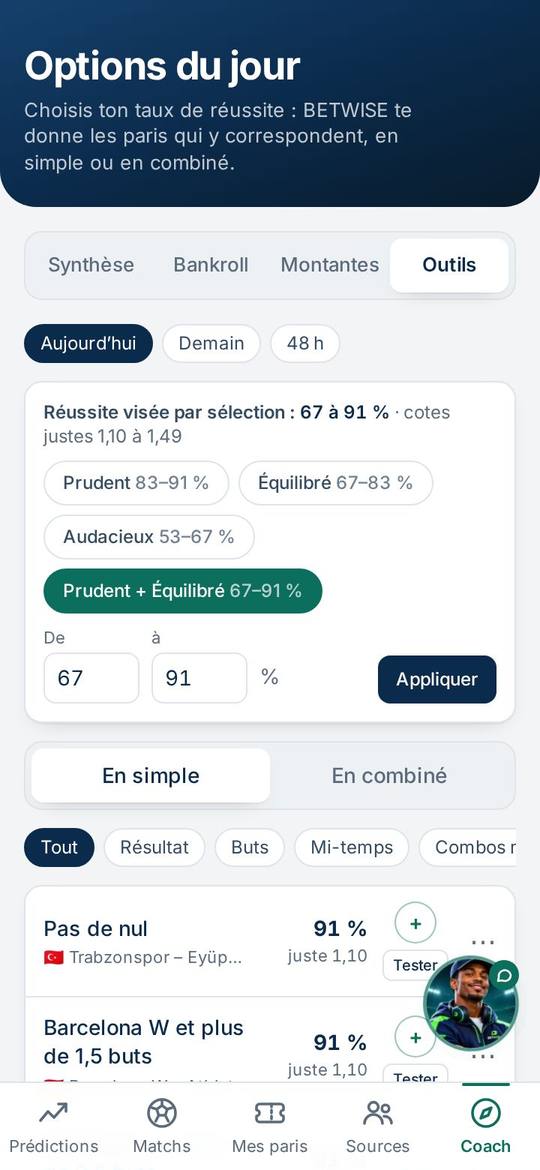 Options du jour
Choisis ton taux de réussite : BETWISE te
donne les paris qui y correspondent, en
simple ou en combiné.
Synthèse Bankroll Montantes Outils
Aujourd'hui Demain 48 h
Réussite visée par sélection : 67 à 91 % · cotes
justes 1,10 à 1,49
Prudent 83–91 % Équilibré 67–83 %
Audacieux 53–67 %
Prudent + Équilibré 67–91 %
De à
67 91 % Appliquer
En simple En combiné
Tout Résultat Buts Mi-temps Combos
Pas de nul 91 % +
🇹🇷 Trabzonspor – Eyüp... juste 1,10 Tester ...
Barcelona W et plus
de 1,5 buts 91 % +
juste 1,10 Tester ...
Prédictions Matchs Mes paris Sources Coach